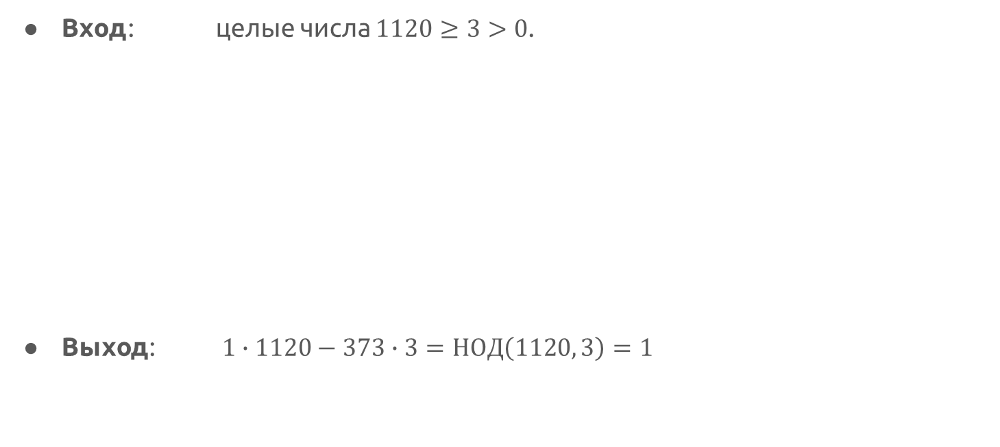 ● Вход: целые числа 1120 ≥ 3 > 0.
● Выход: 1 · 1120 − 373 · 3 = НОД(1120, 3) = 1